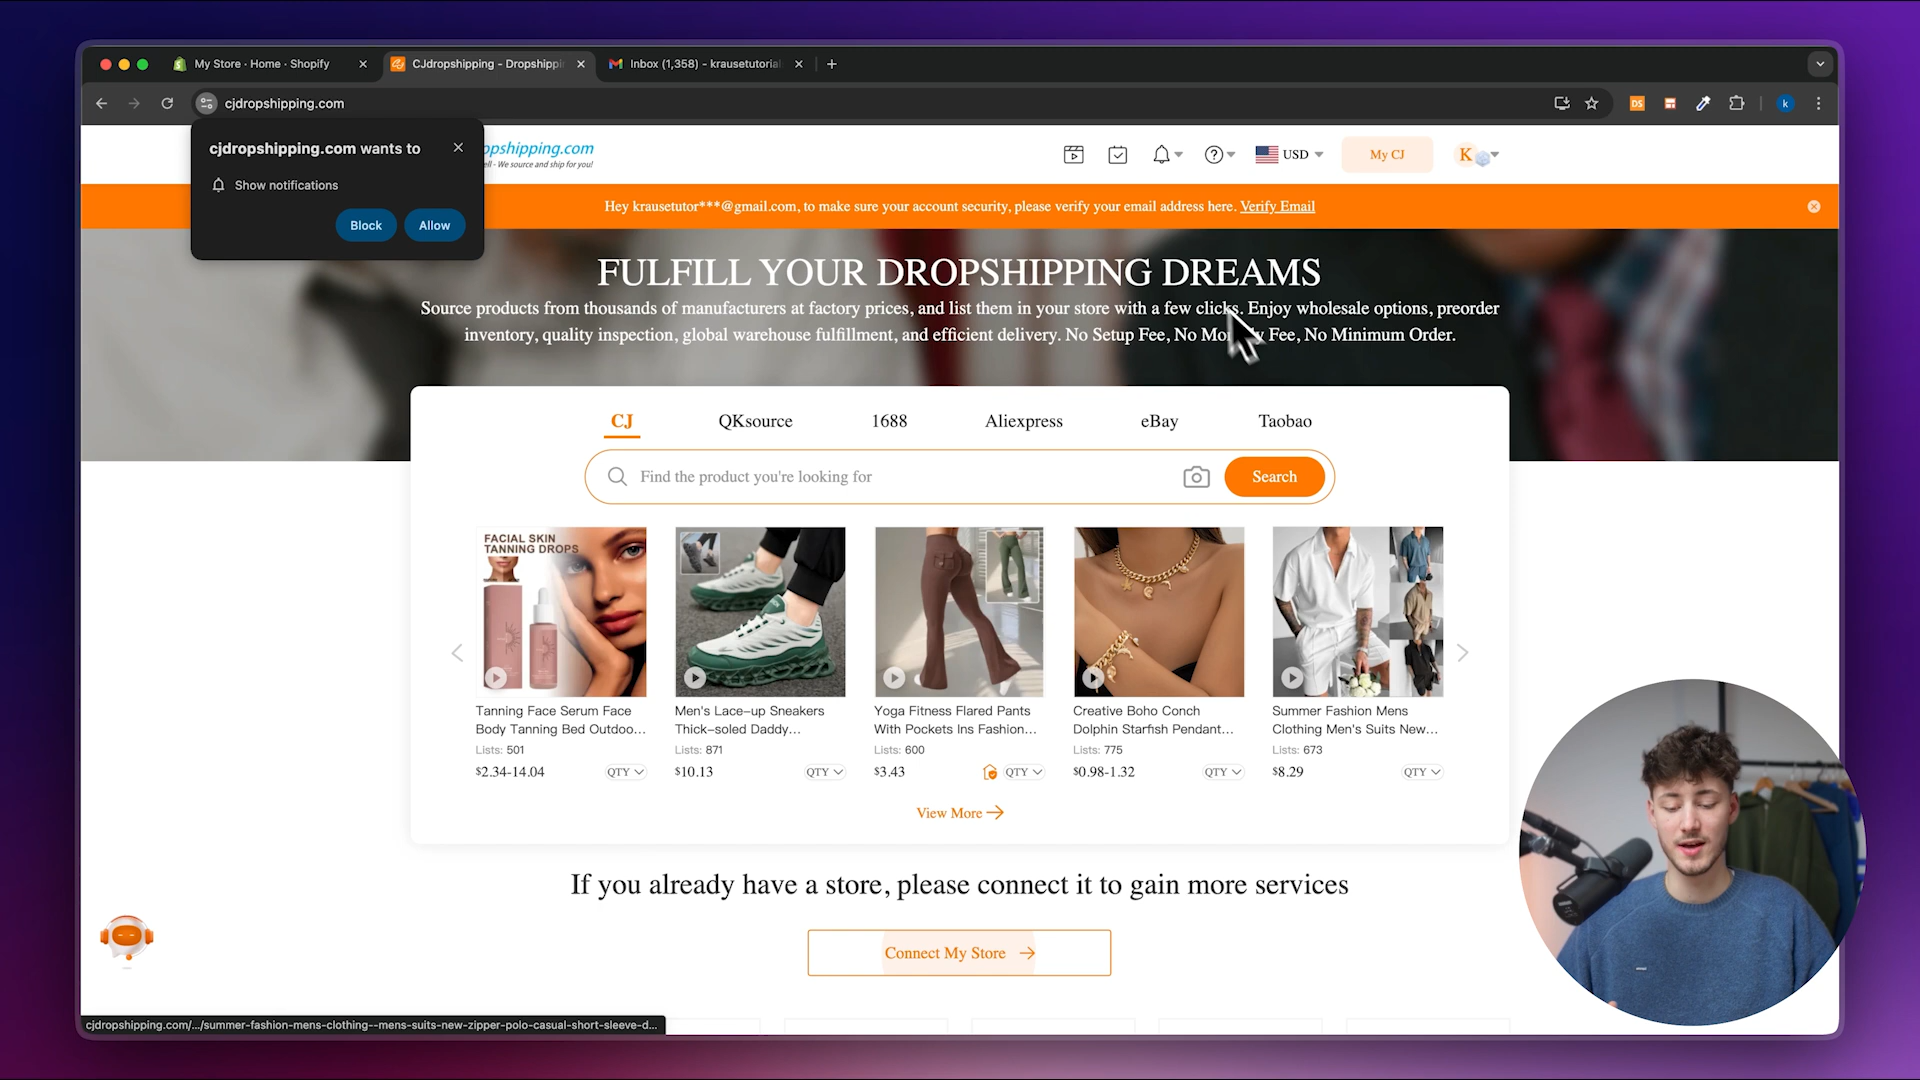 My Store · Home · Shopify
CJdropshipping - Dropshippi
Inbox (1,358) - krausetutorial
cjdropshipping.com
DS
k
cjdropshipping.com wants to
Show notifications
Block
Allow
opshipping.com
ell - We source and ship for you!
USD
My CJ
K
Hey krausetutor***@gmail.com, to make sure your account security, please verify your email address here. Verify Email
FULFILL YOUR DROPSHIPPING DREAMS
Source products from thousands of manufacturers at factory prices, and list them in your store with a few clicks. Enjoy wholesale options, preorder
inventory, quality inspection, global warehouse fulfillment, and efficient delivery. No Setup Fee, No Mo y Fee, No Minimum Order.
CJ
QKsource
1688
Aliexpress
eBay
Taobao
Find the product you're looking for
Search
FACIAL SKIN
TANNING DROPS
Tanning Face Serum Face
Body Tanning Bed Outdoo...
Lists: 501
$2.34-14.04
QTY
Men's Lace-up Sneakers
Thick-soled Daddy...
Lists: 871
$10.13
QTY
Yoga Fitness Flared Pants
With Pockets Ins Fashion...
Lists: 600
$3.43
QTY
Creative Boho Conch
Dolphin Starfish Pendant...
Lists: 775
$0.98-1.32
QTY
Summer Fashion Mens
Clothing Men's Suits New...
Lists: 673
$8.29
QTY
View More
If you already have a store, please connect it to gain more services
Connect My Store
cjdropshipping.com/.../summer-fashion-mens-clothing--mens-suits-new-zipper-polo-casual-short-sleeve-d...